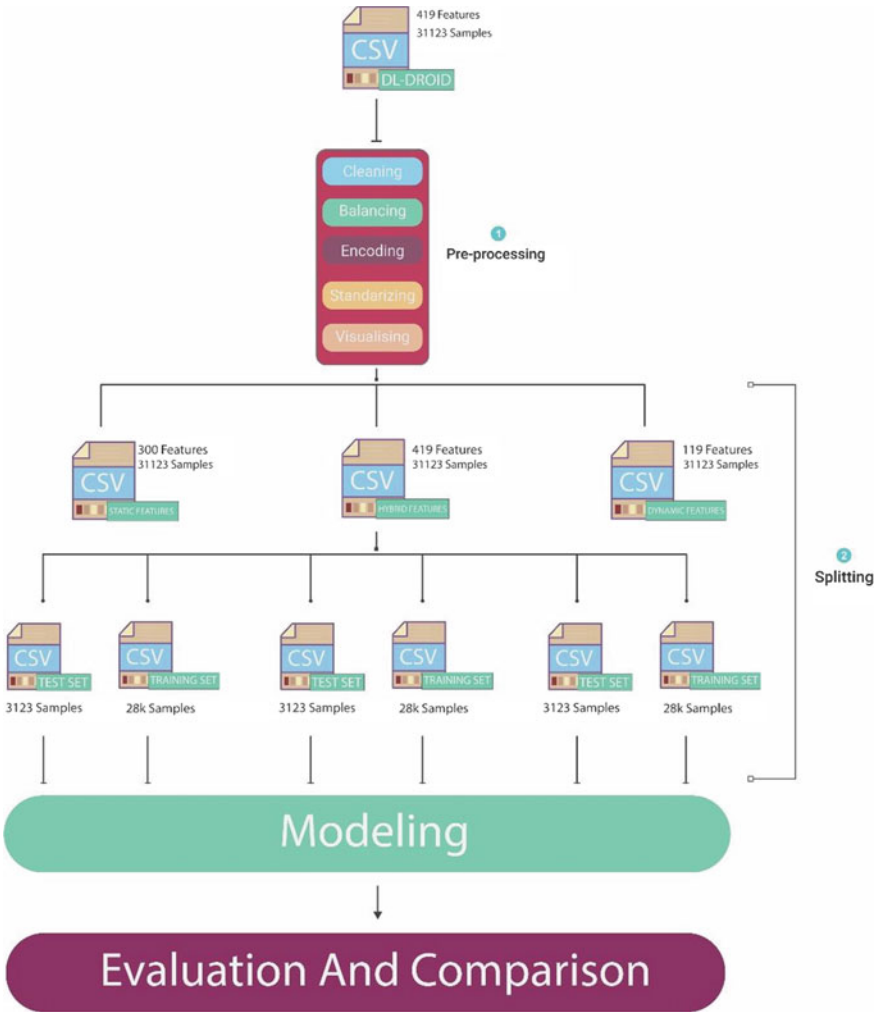 419 Features
31123 Samples
CSV
DL-DROID
Cleaning
Balancing
Encoding
Standarizing
Visualising
1
Pre-processing
300 Features
31123 Samples
CSV
STATIC FEATURES
419 Features
31123 Samples
CSV
HYBRID FEATURES
119 Features
31123 Samples
CSV
DYNAMIC FEATURES
2
Splitting
CSV
TEST SET
3123 Samples
CSV
TRAINING SET
28k Samples
CSV
TEST SET
3123 Samples
CSV
TRAINING SET
28k Samples
CSV
TEST SET
3123 Samples
CSV
TRAINING SET
28k Samples
Modeling
Evaluation And Comparison